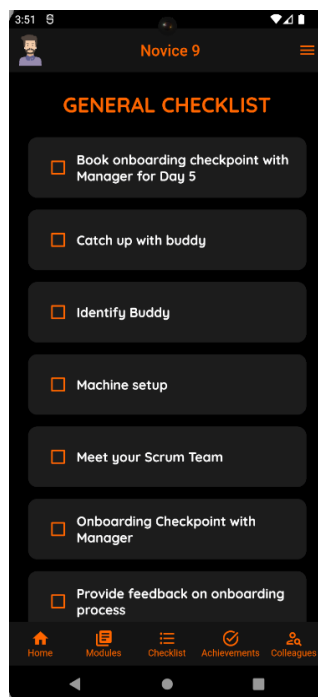 3:51
Novice 9
GENERAL CHECKLIST
Book onboarding checkpoint with
Manager for Day 5
Catch up with buddy
Identify Buddy
Machine setup
Meet your Scrum Team
Onboarding Checkpoint with
Manager
Provide feedback on onboarding
process
Home Modules Checklist Achievements Colleagues